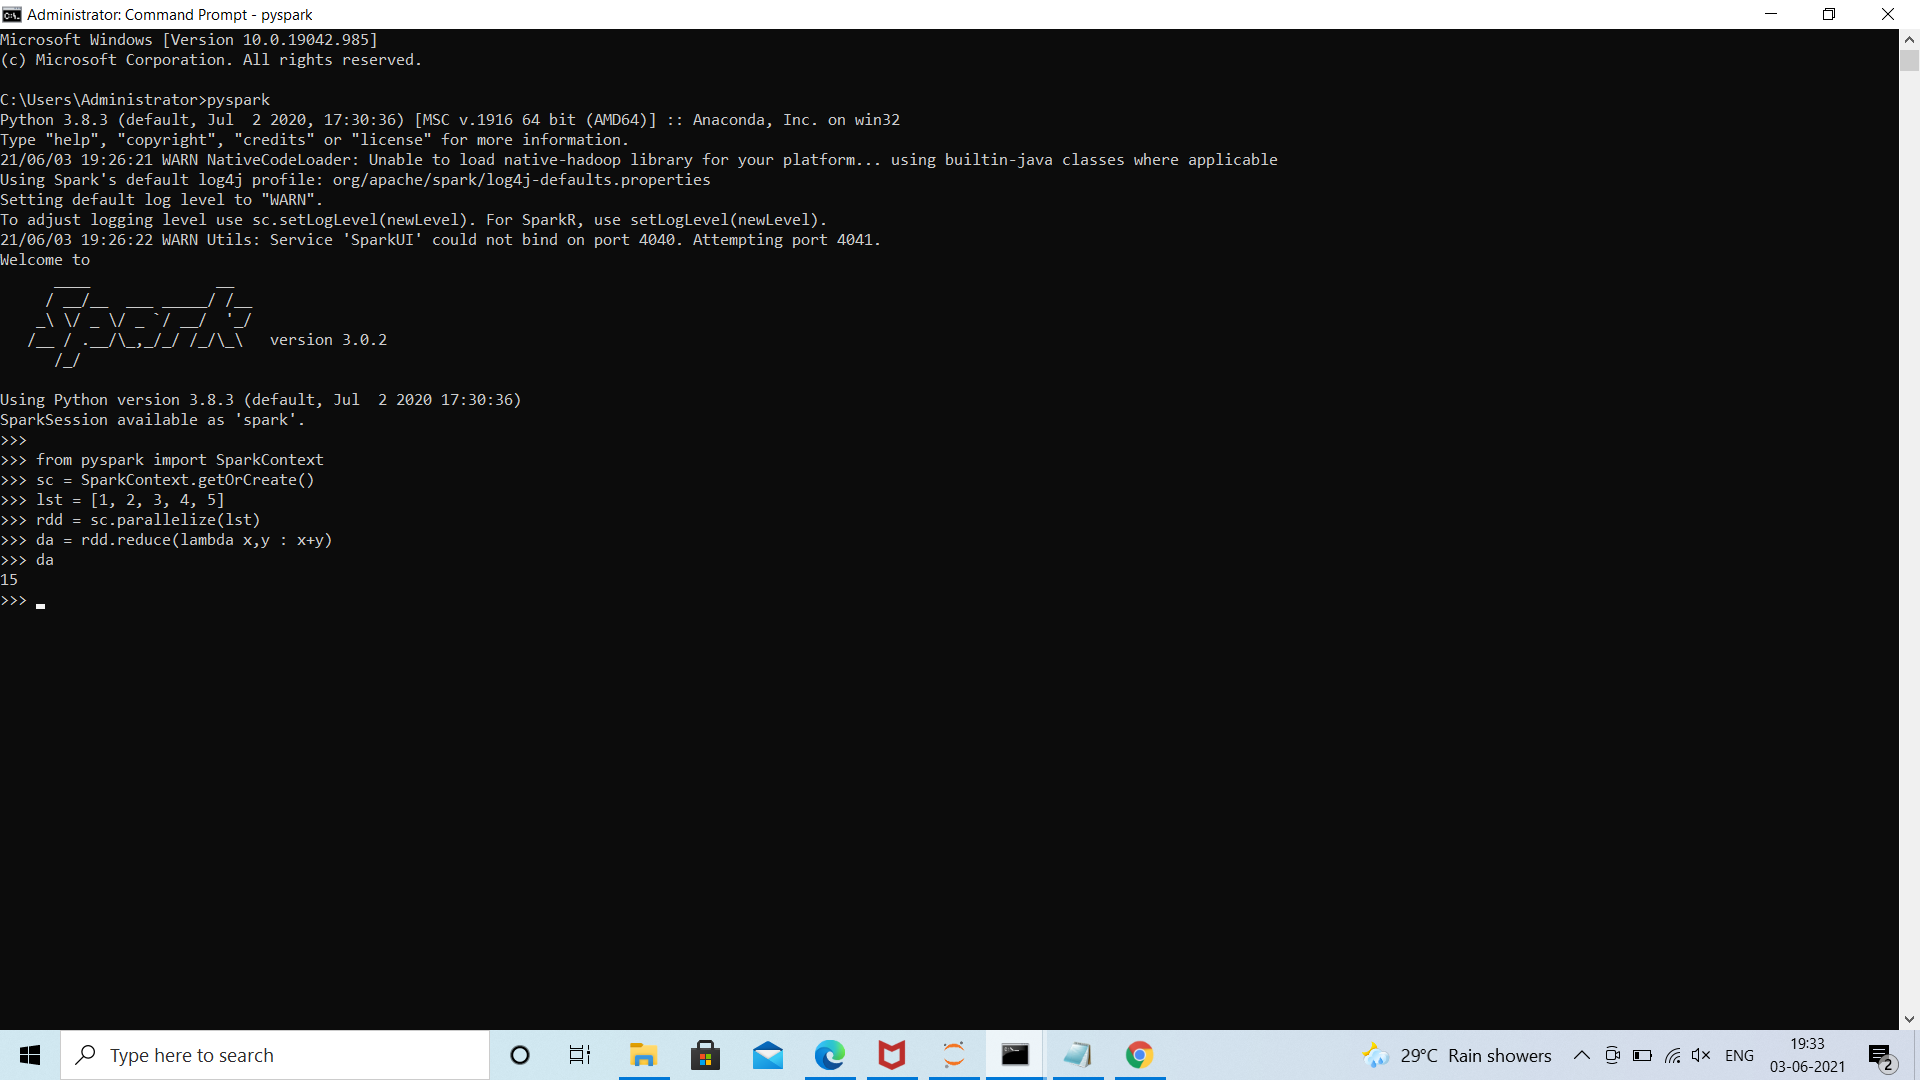 Administrator: Command Prompt - pyspark
Microsoft Windows [Version 10.0.19042.985]
(c) Microsoft Corporation. All rights reserved.
C:\Users\Administrator>pyspark
Python 3.8.3 (default, Jul  2 2020, 17:30:36) [MSC v.1916 64 bit (AMD64)] :: Anaconda, Inc. on win32
Type "help", "copyright", "credits" or "license" for more information.
21/06/03 19:26:21 WARN NativeCodeLoader: Unable to load native-hadoop library for your platform... using builtin-java classes where applicable
Using Spark's default log4j profile: org/apache/spark/log4j-defaults.properties
Setting default log level to "WARN".
To adjust logging level use sc.setLogLevel(newLevel). For SparkR, use setLogLevel(newLevel).
21/06/03 19:26:22 WARN Utils: Service 'SparkUI' could not bind on port 4040. Attempting port 4041.
Welcome to
      ____              __
     / __/__  ___ _____/ /__
    _\ \/ _ \/ _ `/ __/  '_/
   /__ / .__/\_,_/_/ /_/\_\   version 3.0.2
      /_/
Using Python version 3.8.3 (default, Jul  2 2020 17:30:36)
SparkSession available as 'spark'.
>>>
>>> from pyspark import SparkContext
>>> sc = SparkContext.getOrCreate()
>>> lst = [1, 2, 3, 4, 5]
>>> rdd = sc.parallelize(lst)
>>> da = rdd.reduce(lambda x,y : x+y)
>>> da
15
>>>
Type here to search
29°C Rain showers
ENG
19:33
03-06-2021
2